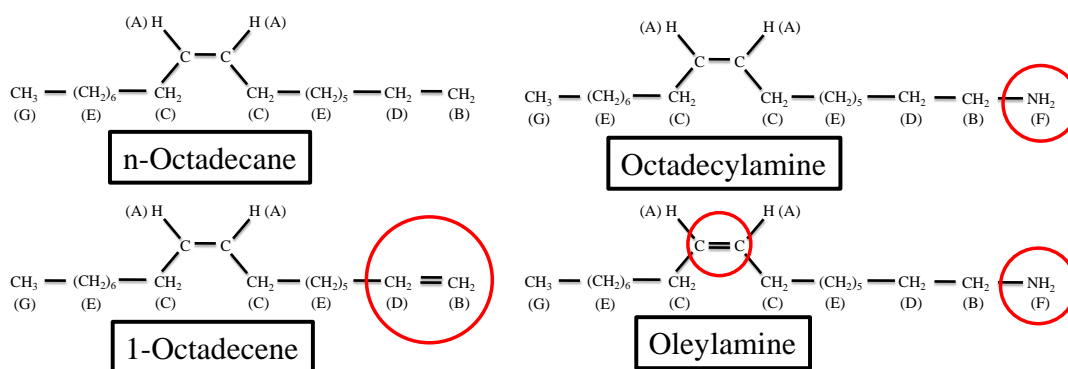 (A) H H (A)
C C
CH₃ (CH₂)₆ CH₂ CH₂ (CH₂)₅ CH₂ CH₂
(G) (E) (C) (C) (E) (D) (B)
n-Octadecane
(A) H H (A)
C C
CH₃ (CH₂)₆ CH₂ CH₂ (CH₂)₅ CH₂ CH₂ NH₂
(G) (E) (C) (C) (E) (D) (B) (F)
Octadecylamine
(A) H H (A)
C C
CH₃ (CH₂)₆ CH₂ CH₂ (CH₂)₅ CH₂ CH₂
(G) (E) (C) (C) (E) (D) (B)
1-Octadecene
(A) H H (A)
C C
CH₃ (CH₂)₆ CH₂ CH₂ (CH₂)₅ CH₂ CH₂ NH₂
(G) (E) (C) (C) (E) (D) (B) (F)
Oleylamine